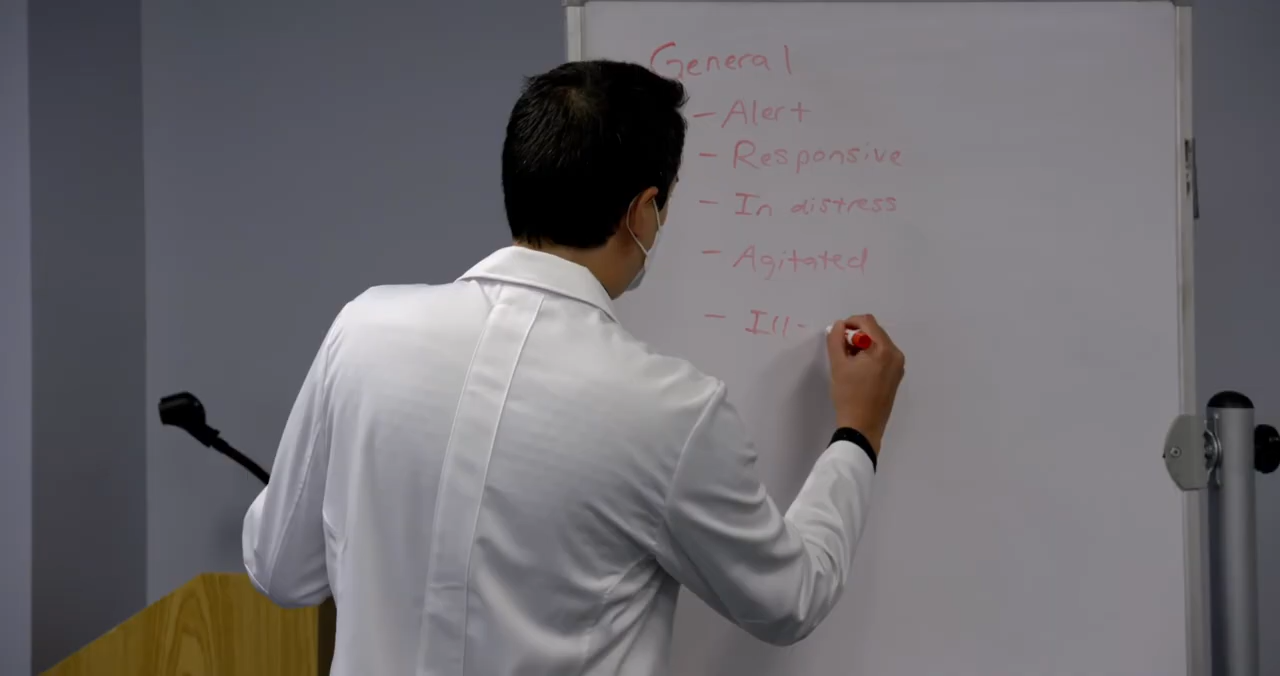 General
- Alert
- Responsive
- In distress
- Agitated
- Ill-